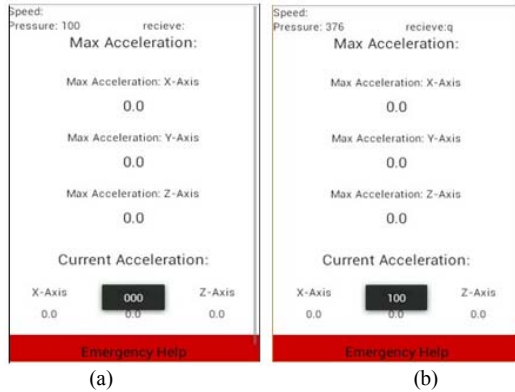 Speed:
Pressure: 100 recieve:
Max Acceleration:
Max Acceleration: X-Axis
0.0
Max Acceleration: Y-Axis
0.0
Max Acceleration: Z-Axis
0.0
Current Acceleration:
X-Axis 000 Z-Axis
0.0 0.0 0.0
Emergency Help
(a)
Speed:
Pressure: 376 recieve:q
Max Acceleration:
Max Acceleration: X-Axis
0.0
Max Acceleration: Y-Axis
0.0
Max Acceleration: Z-Axis
0.0
Current Acceleration:
X-Axis 100 Z-Axis
0.0 0.0 0.0
Emergency Help
(b)